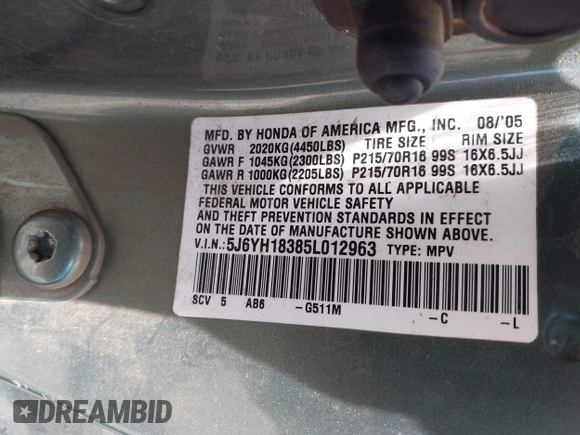 MFD. BY HONDA OF AMERICA MFG., INC. 08/'05
GVWR 2020KG(4450LBS) TIRE SIZE RIM SIZE
GAWR F 1045KG(2300LBS) P215/70R16 99S 16X6.5JJ
GAWR R 1000KG(2205LBS) P215/70R16 99S 16X6.5JJ
THIS VEHICLE CONFORMS TO ALL APPLICABLE
FEDERAL MOTOR VEHICLE SAFETY
AND THEFT PREVENTION STANDARDS IN EFFECT
ON THE DATE OF MANUFACTURE SHOWN ABOVE.
V.I.N.:5J6YH18385L012963 TYPE: MPV
SCV 5 AB6 -G511M -C -L
DREAMBID